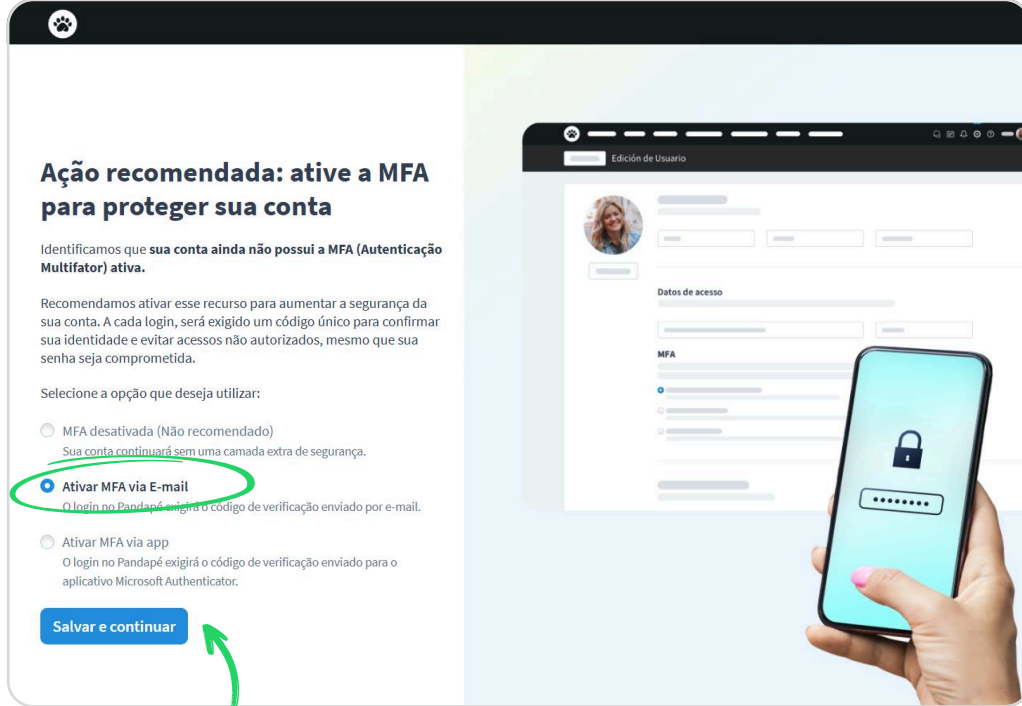 Ação recomendada: ative a MFA
para proteger sua conta
Identificamos que sua conta ainda não possui a MFA (Autenticação
Multifator) ativa.
Recomendamos ativar esse recurso para aumentar a segurança da
sua conta. A cada login, será exigido um código único para confirmar
sua identidade e evitar acessos não autorizados, mesmo que sua
senha seja comprometida.
Selecione a opção que deseja utilizar:
MFA desativada (Não recomendado)
Sua conta continuará sem uma camada extra de segurança.
Ativar MFA via E-mail
O login no Pandapé exigirá o código de verificação enviado por e-mail.
Ativar MFA via app
O login no Pandapé exigirá o código de verificação enviado para o
aplicativo Microsoft Authenticator.
Salvar e continuar
Edición de Usuario
Datos de acesso
MFA